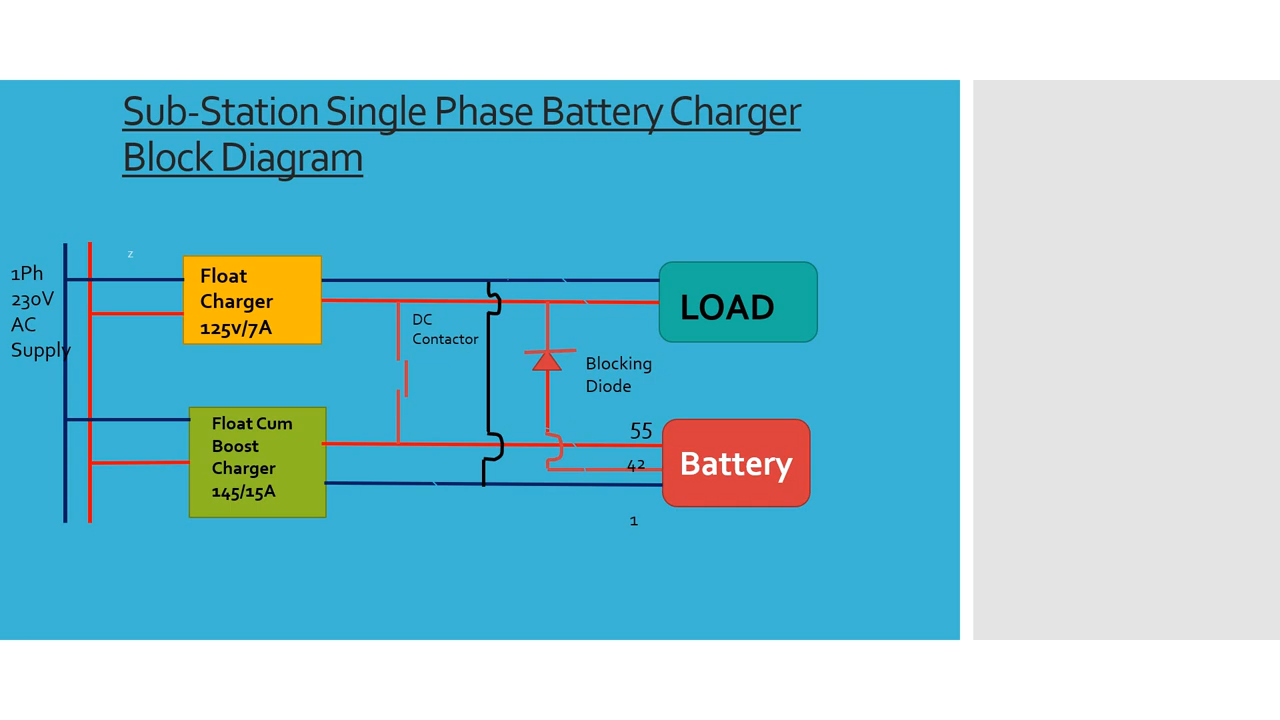 Sub-Station Single Phase Battery Charger
Block Diagram
z
1Ph
230V
AC
Supply
Float
Charger
125v/7A
DC
Contactor
LOAD
Blocking
Diode
Float Cum
Boost
Charger
145/15A
55
42
1
Battery